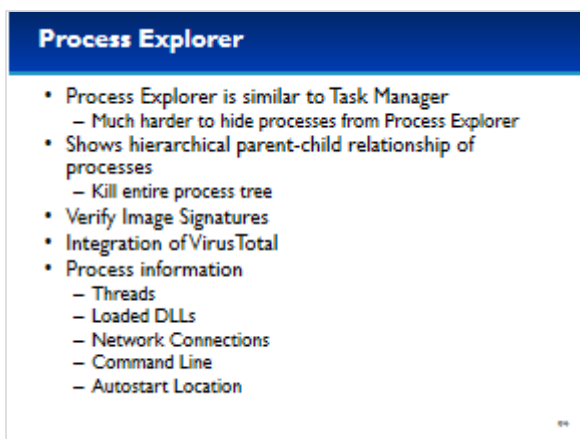 Process Explorer
• Process Explorer is similar to Task Manager
– Much harder to hide processes from Process Explorer
• Shows hierarchical parent-child relationship of
processes
– Kill entire process tree
• Verify Image Signatures
• Integration of VirusTotal
• Process information
– Threads
– Loaded DLLs
– Network Connections
– Command Line
– Autostart Location